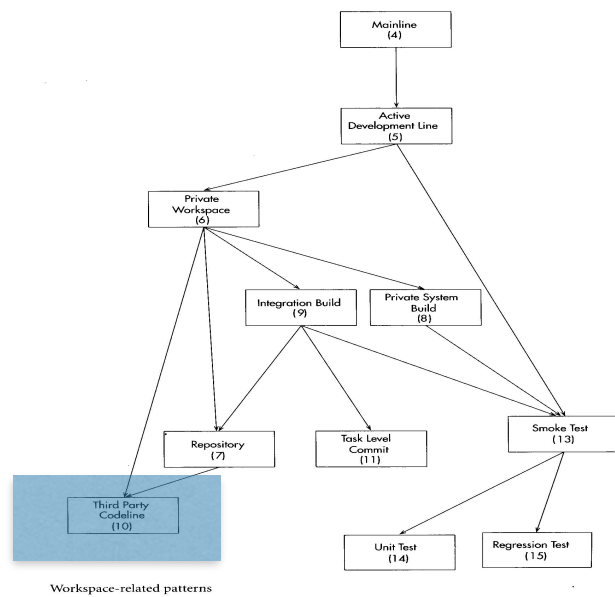 Mainline
(4)
Active
Development Line
(5)
Private
Workspace
(6)
Integration Build
(9)
Private System
Build
(8)
Repository
(7)
Task Level
Commit
(11)
Smoke Test
(13)
Third Party
Codeline
(10)
Unit Test
(14)
Regression Test
(15)
Workspace-related patterns